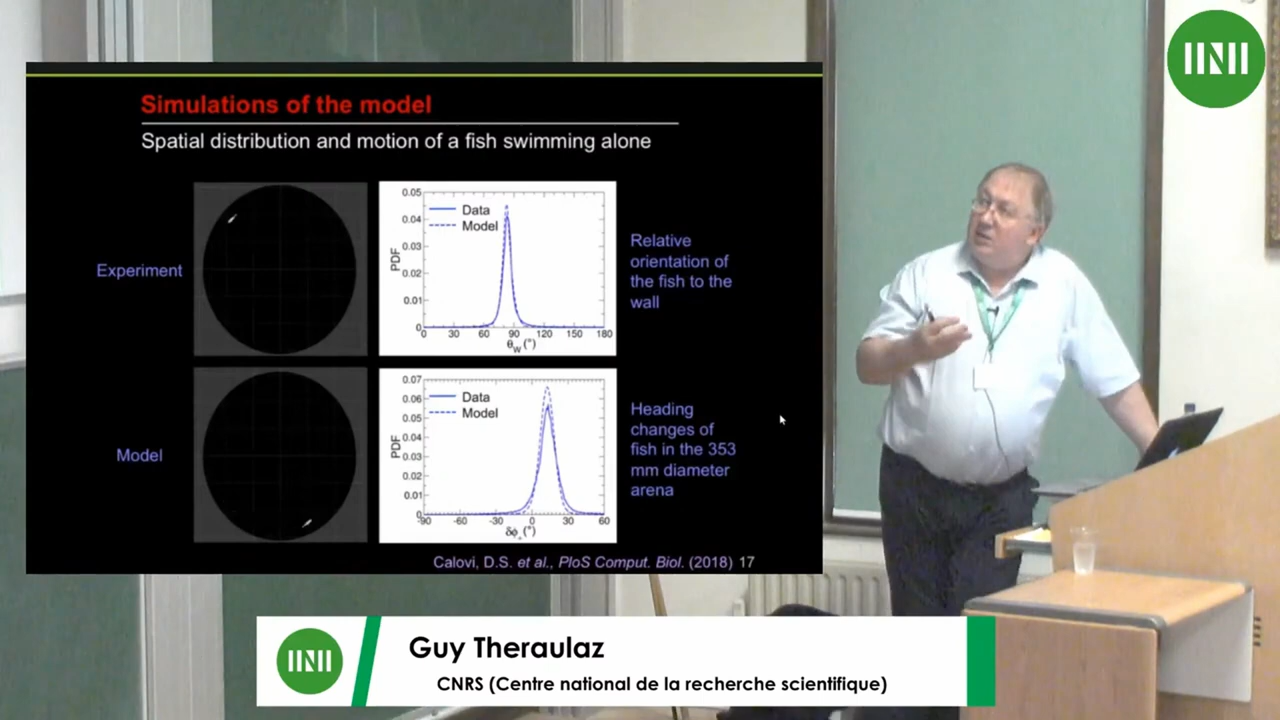 Simulations of the model
Spatial distribution and motion of a fish swimming alone
Experiment
0.05
0.04
0.03
0.02
0.01
0
PDF
Data
Model
0
30
60
90
120
150
180
θw(°)
Relative
orientation of
the fish to the
wall
Model
0.07
0.06
0.05
0.04
0.03
0.02
0.01
0
PDF
Data
Model
-90
-60
-30
0
30
60
δϕ+(°)
Heading
changes of
fish in the 353
mm diameter
arena
Calovi, D.S. et al., PloS Comput. Biol. (2018) 17
Guy Theraulaz
CNRS (Centre national de la recherche scientifique)